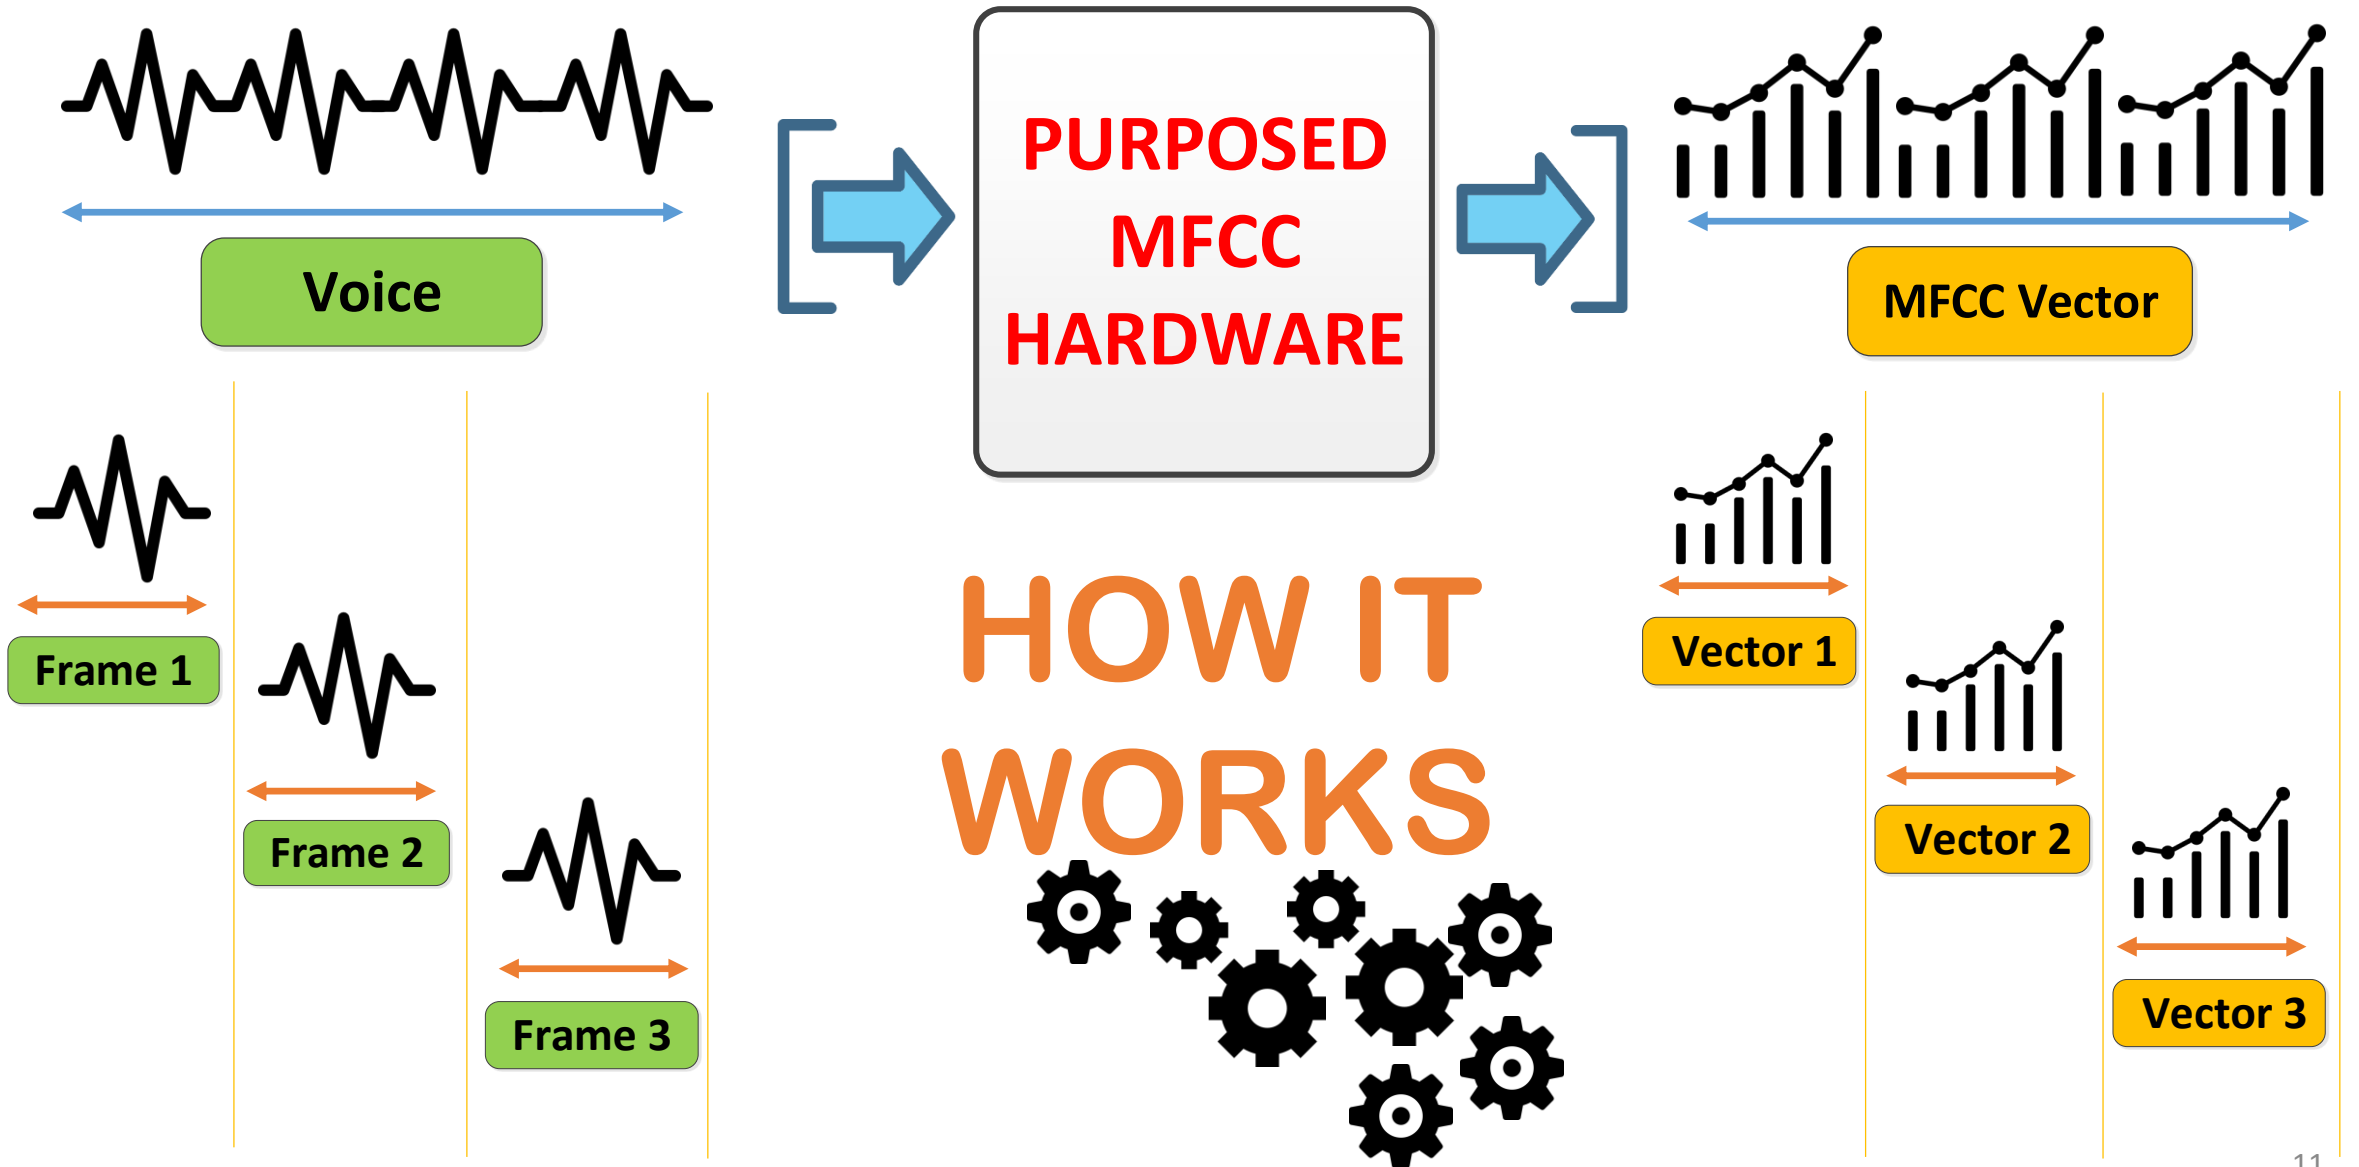 Voice
PURPOSED
MFCC
HARDWARE
MFCC Vector
Frame 1
Frame 2
Frame 3
HOW IT
WORKS
Vector 1
Vector 2
Vector 3
11